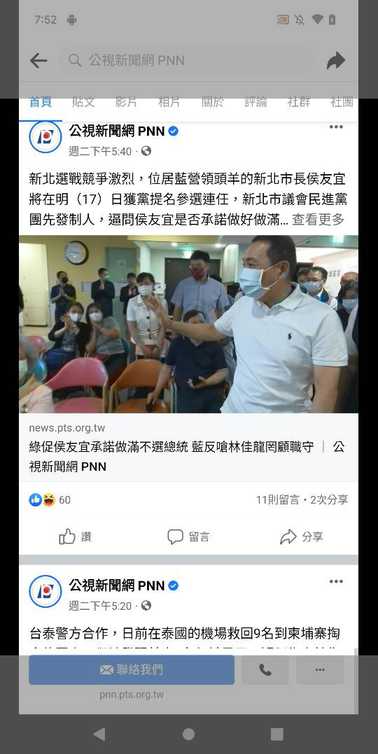 7:52
公視新聞網 PNN
首頁 貼文 影片 相片 關於 評論 社群 社團
公視新聞網 PNN
週二下午5:40
新北選戰競爭激烈，位居藍營領頭羊的新北市長侯友宜
將在明（17）日獲黨提名參選連任，新北市議會民進黨
團先發制人，逼問侯友宜是否承諾做好做滿... 查看更多
news.pts.org.tw
綠促侯友宜承諾做滿不選總統 藍反嗆林佳龍罔顧職守 ｜ 公
視新聞網 PNN
60
11則留言・2次分享
讚 留言 分享
公視新聞網 PNN
週二下午5:20
台泰警方合作，日前在泰國的機場救回9名到柬埔寨掏
聯絡我們
pnn.pts.org.tw